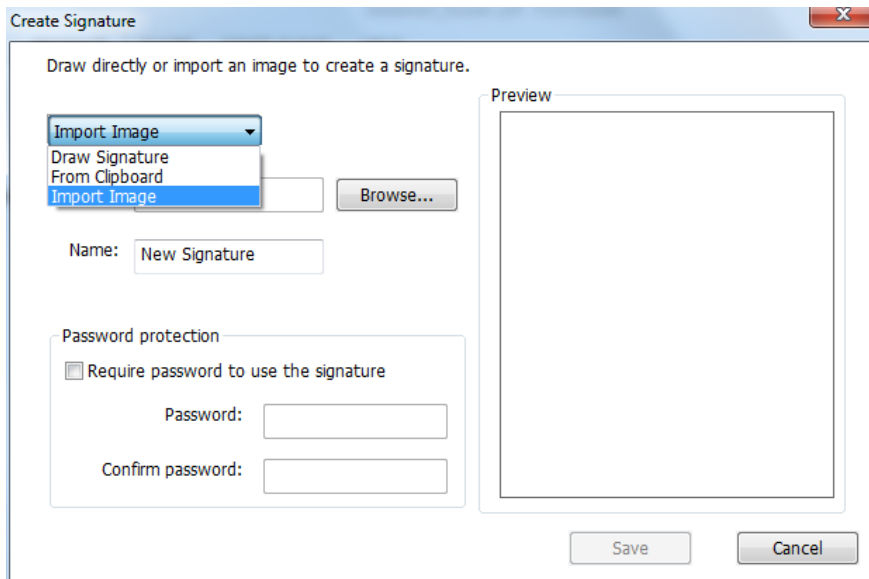 Create Signature
X
Draw directly or import an image to create a signature.
Import Image
Draw Signature
From Clipboard
Import Image
Browse...
Name: New Signature
Password protection
Require password to use the signature
Password:
Confirm password:
Preview
Save Cancel